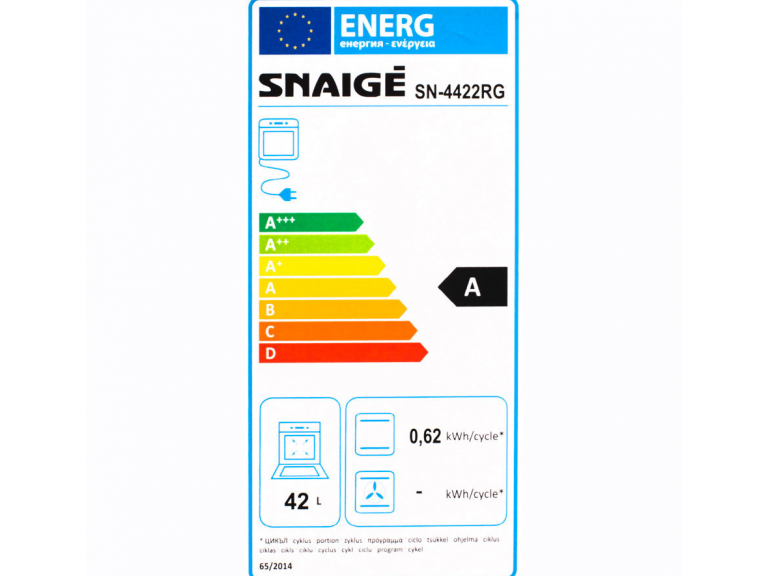 ENERG
енергия · ενέργεια
SNAIGĖ SN-4422RG
A+++
A++
A+
A
A
B
C
D
0,62 kWh/cycle*
42 L
- kWh/cycle*
* ЦИКЪЛ cyklus portion zyklus πρόγραμμα ciclo tsükkel ohjelma ciklus
ciklas cikls ciklu cyclus cykl ciclu program cykel
65/2014